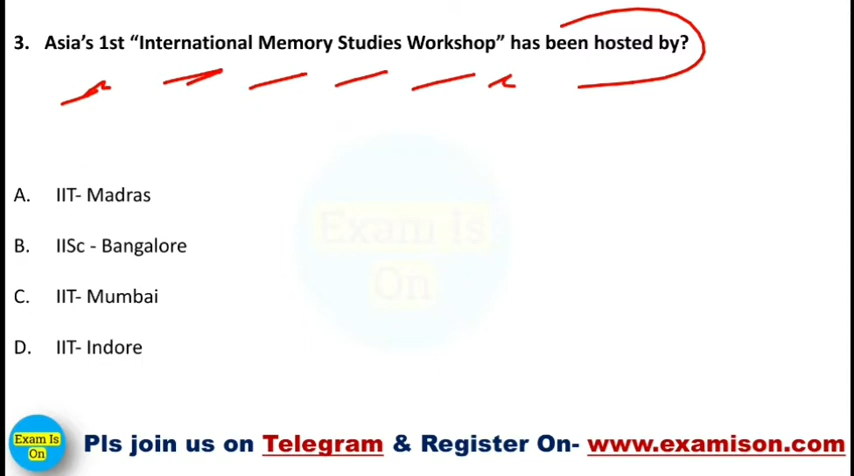 3. Asia's 1st “International Memory Studies Workshop” has been hosted by?
Exam Is
On
A. IIT- Madras
B. IISc - Bangalore
C. IIT- Mumbai
D. IIT- Indore
Exam Is
On
Pls join us on Telegram & Register On- www.examison.com